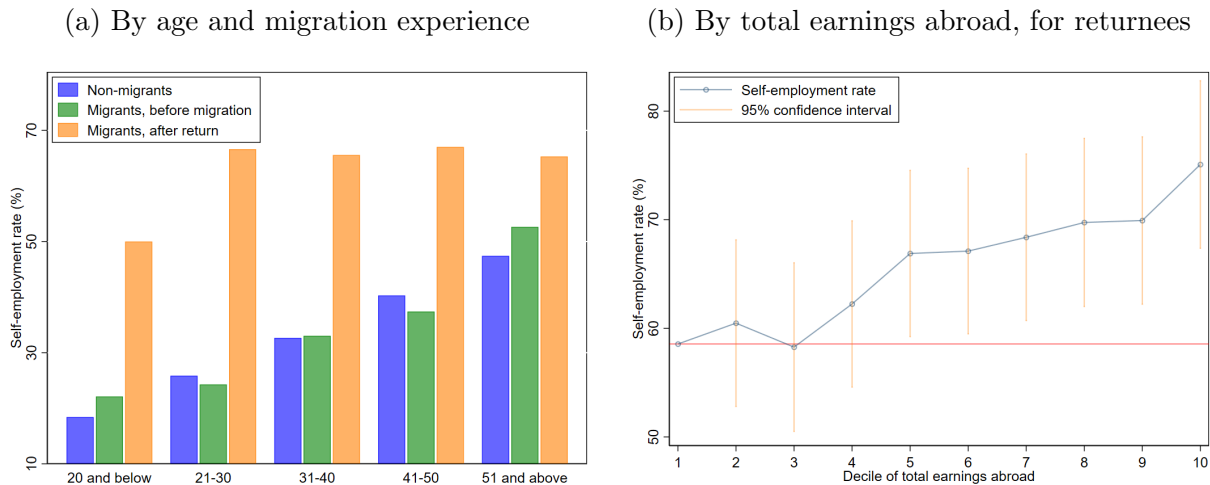 (a) By age and migration experience
Non-migrants
Migrants, before migration
Migrants, after return
Self-employment rate (%)
70
50
30
10
20 and below
21-30
31-40
41-50
51 and above
(b) By total earnings abroad, for returnees
Self-employment rate
95% confidence interval
Self-employment rate (%)
80
70
60
50
1 2 3 4 5 6 7 8 9 10
Decile of total earnings abroad